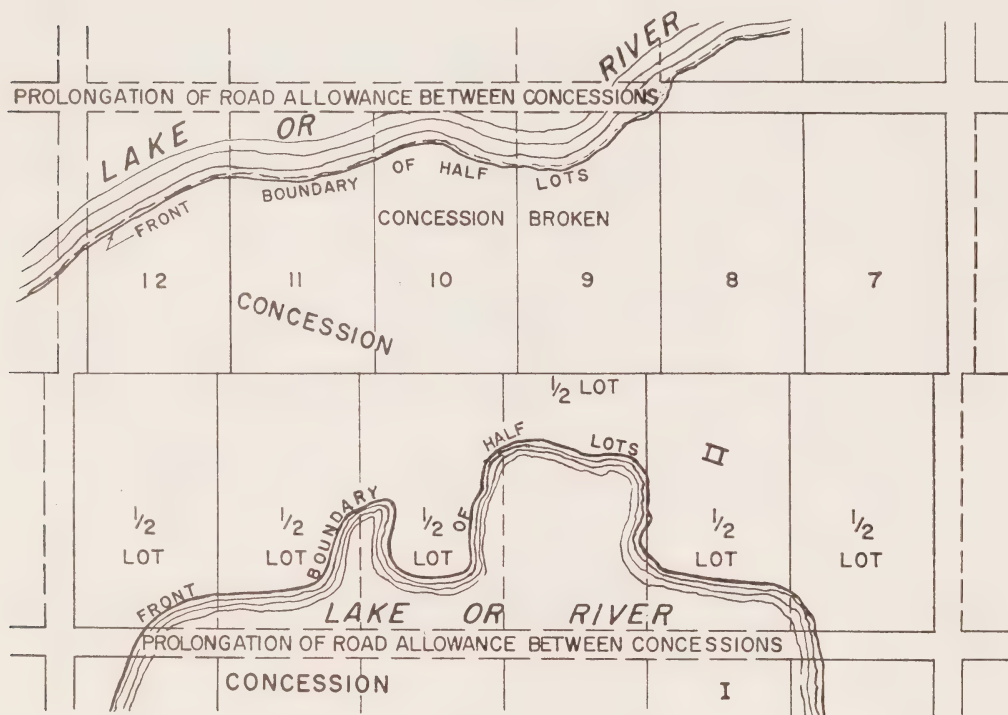 RIVER
PROLONGATION OF ROAD ALLOWANCE BETWEEN CONCESSIONS
LAKE OR
FRONT BOUNDARY OF HALF LOTS
CONCESSION BROKEN
12 11 10 9 8 7
CONCESSION
1/2 LOT
HALF LOTS
II
BOUNDARY OF
1/2 LOT
1/2 LOT
1/2 LOT
1/2 LOT
1/2 LOT
FRONT
LAKE OR RIVER
PROLONGATION OF ROAD ALLOWANCE BETWEEN CONCESSIONS
CONCESSION I